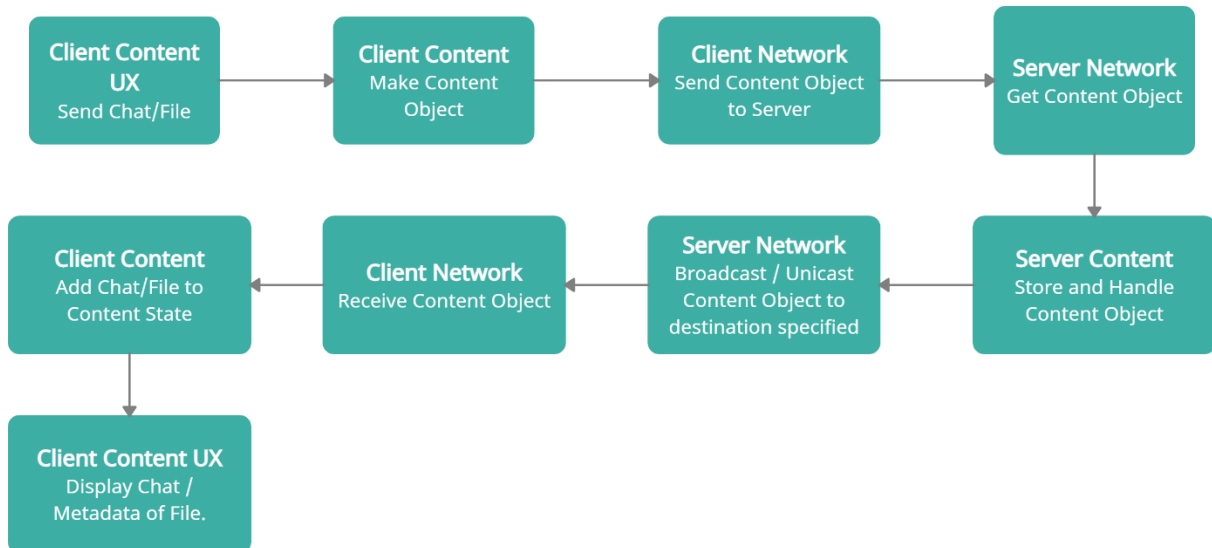 Client Content
UX
Send Chat/File
Client Content
Make Content
Object
Client Network
Send Content Object
to Server
Server Network
Get Content Object
Server Content
Store and Handle
Content Object
Server Network
Broadcast / Unicast
Content Object to
destination specified
Client Network
Receive Content Object
Client Content
Add Chat/File to
Content State
Client Content UX
Display Chat /
Metadata of File.